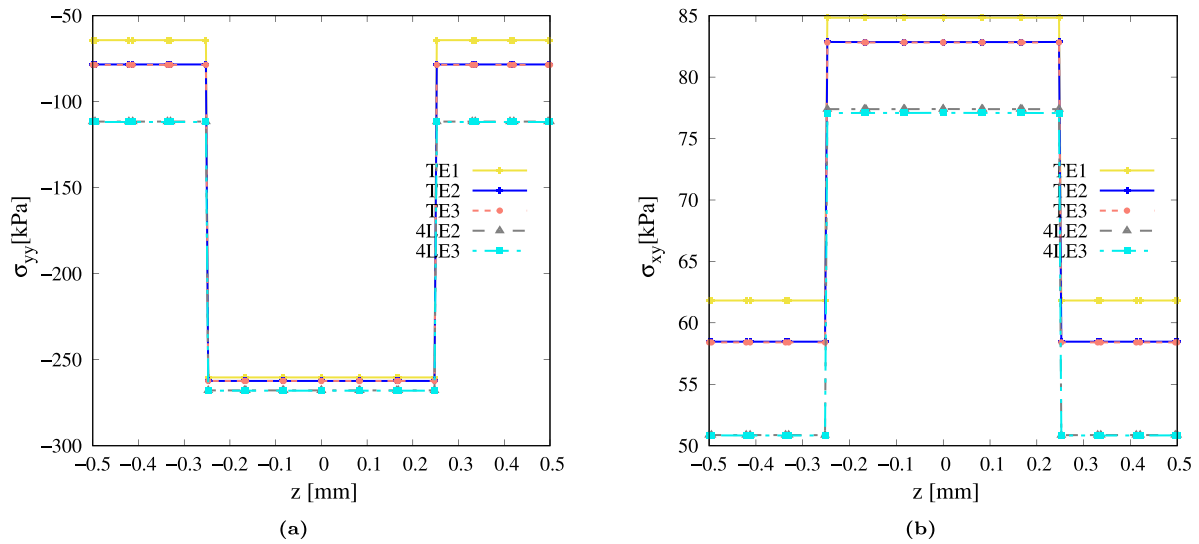 −50
−100
−150
−200
−250
−300
σyy[kPa]
−0.5 −0.4 −0.3 −0.2 −0.1 0 0.1 0.2 0.3 0.4 0.5
z [mm]
TE1
TE2
TE3
4LE2
4LE3
(a)
85
80
75
70
65
60
55
50
σxy[kPa]
−0.5 −0.4 −0.3 −0.2 −0.1 0 0.1 0.2 0.3 0.4 0.5
z [mm]
TE1
TE2
TE3
4LE2
4LE3
(b)